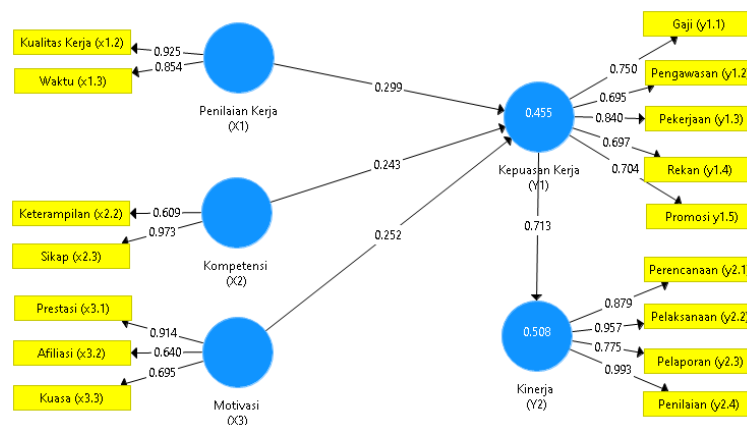 Kualitas Kerja (x1.2)
0.925
Waktu (x1.3)
0.854
Penilaian Kerja
(X1)
0.299
Keterampilan (x2.2)
0.609
Sikap (x2.3)
0.973
Kompetensi
(X2)
0.243
Prestasi (x3.1)
0.914
Afiliasi (x3.2)
0.640
Kuasa (x3.3)
0.695
Motivasi
(X3)
0.252
0.455
Kepuasan Kerja
(Y1)
Gaji (y1.1)
0.750
Pengawasan (y1.2)
0.695
Pekerjaan (y1.3)
0.840
Rekan (y1.4)
0.697
Promosi y1.5)
0.704
0.713
0.508
Kinerja
(Y2)
Perencanaan (y2.1)
0.879
Pelaksanaan (y2.2)
0.957
Pelaporan (y2.3)
0.775
Penilaian (y2.4)
0.993